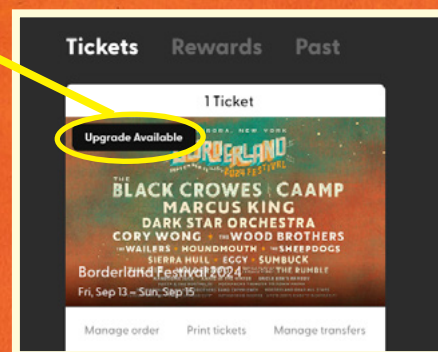 Tickets Rewards Past
1 Ticket
Upgrade Available
NEW YORK
BORDERLAND
2024 FESTIVAL
THE
BLACK CROWES CAAMP
MARCUS KING
DARK STAR ORCHESTRA
CORY WONG THE WOOD BROTHERS
THE WAILERS HOUNDMOUTH THE SHEEPDOGS
SIERRA HULL EGGY SUMBUCK
THE RUMBLE
Borderland Festival 2024
Fri, Sep 13 – Sun, Sep 15
Manage order Print tickets Manage transfers